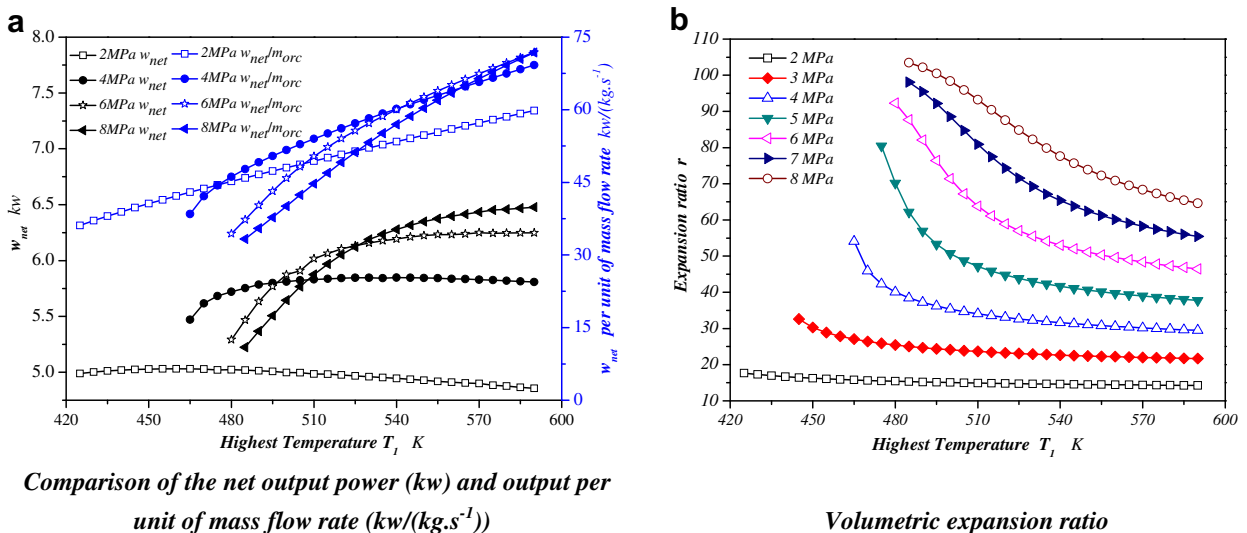 a
8.0
7.5
7.0
6.5
6.0
5.5
5.0
w_net kw
2MPa w_net
4MPa w_net
6MPa w_net
8MPa w_net
2MPa w_net/m_orc
4MPa w_net/m_orc
6MPa w_net/m_orc
8MPa w_net/m_orc
75
60
45
30
15
0
w_net per unit of mass flow rate kw/(kg.s⁻¹)
420 450 480 510 540 570 600
Highest Temperature T_1 K
Comparison of the net output power (kw) and output per
unit of mass flow rate (kw/(kg.s⁻¹))
b
110
100
90
80
70
60
50
40
30
20
10
Expansion ratio r
2 MPa
3 MPa
4 MPa
5 MPa
6 MPa
7 MPa
8 MPa
420 450 480 510 540 570 600
Highest Temperature T_1 K
Volumetric expansion ratio